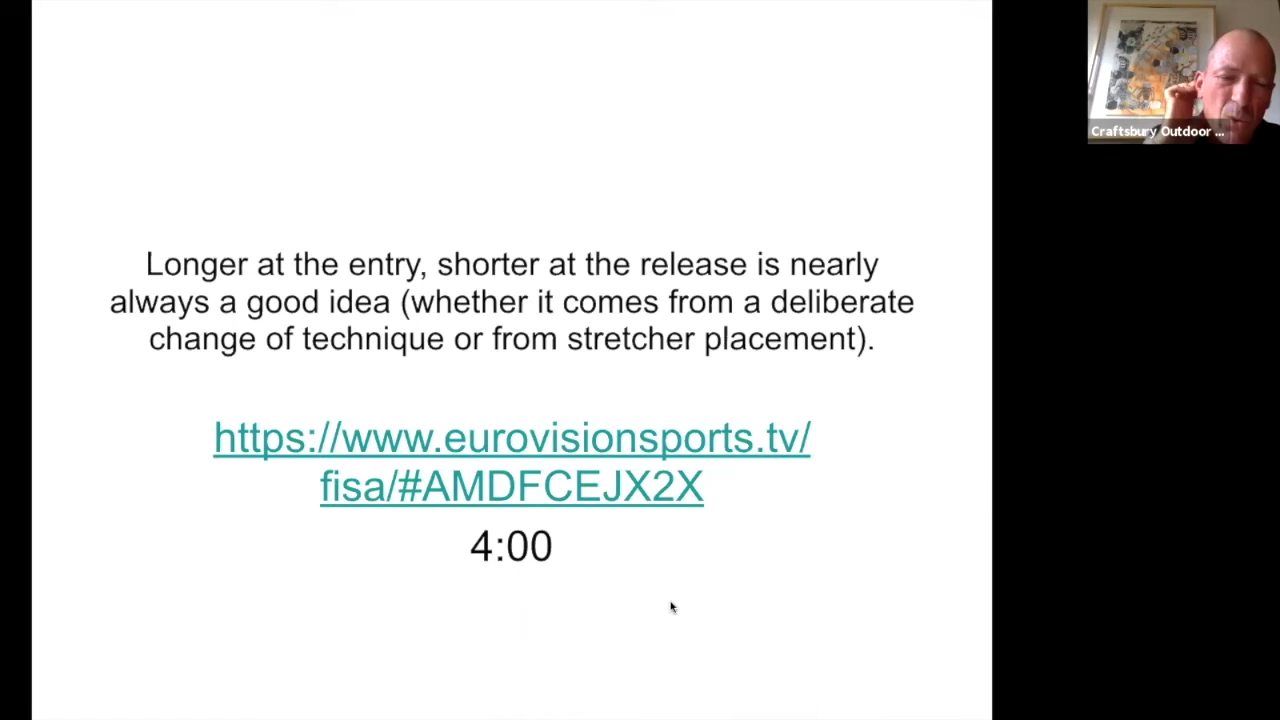 Longer at the entry, shorter at the release is nearly
always a good idea (whether it comes from a deliberate
change of technique or from stretcher placement).
https://www.eurovisionsports.tv/
fisa/#AMDFCEJX2X
4:00
Craftsbury Outdoor ...